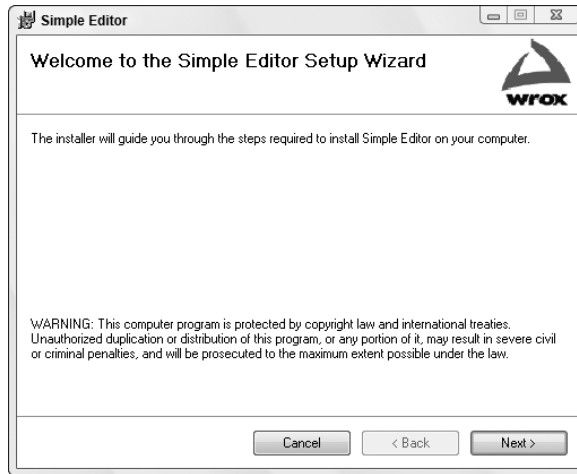 Simple Editor
Welcome to the Simple Editor Setup Wizard
wrox
The installer will guide you through the steps required to install Simple Editor on your computer.
WARNING: This computer program is protected by copyright law and international treaties.
Unauthorized duplication or distribution of this program, or any portion of it, may result in severe civil
or criminal penalties, and will be prosecuted to the maximum extent possible under the law.
Cancel
< Back
Next >